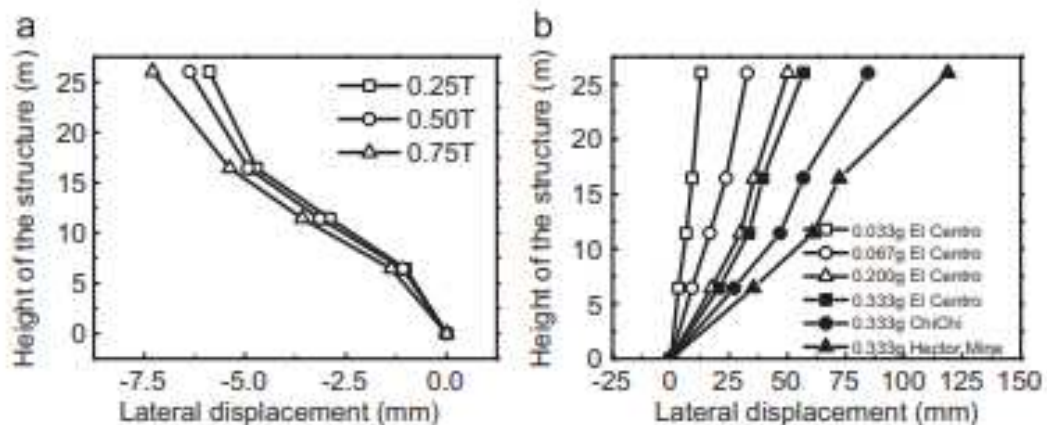 a
Height of the structure (m)
25
20
15
10
5
0
-7.5 -5.0 -2.5 0.0
Lateral displacement (mm)
0.25T
0.50T
0.75T
b
Height of the structure (m)
25
20
15
10
5
0
-25 0 25 50 75 100 125 150
Lateral displacement (mm)
0.033g El Centro
0.067g El Centro
0.200g El Centro
0.333g El Centro
0.333g ChiChi
0.333g Hector Mine